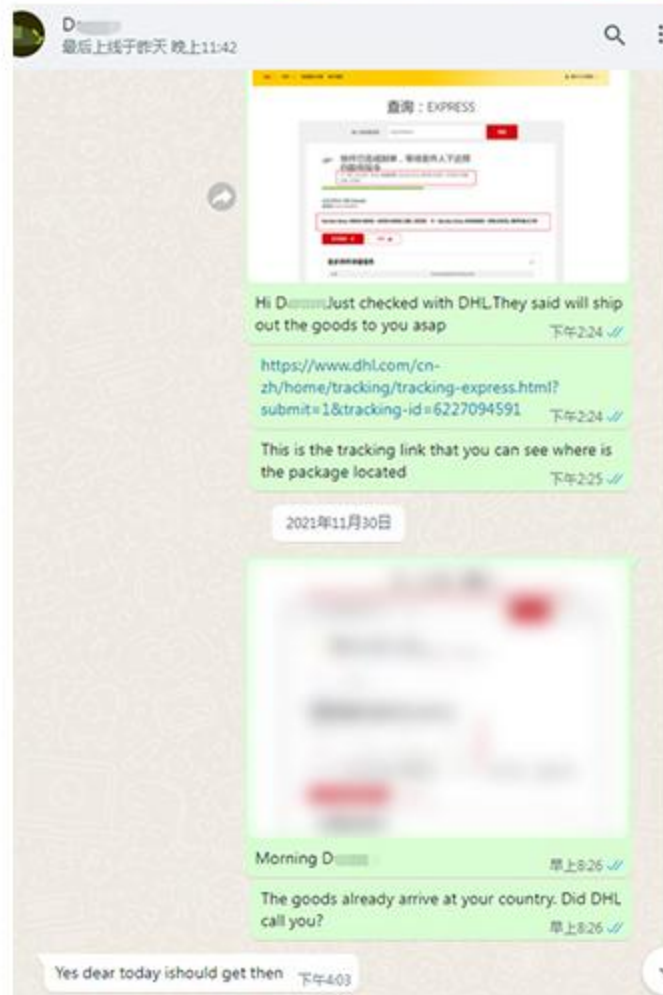 D
最后上线于昨天 晚上11:42
查询：EXPRESS
Hi D Just checked with DHL.They said will ship
out the goods to you asap
下午2:24
https://www.dhl.com/cn-
zh/home/tracking/tracking-express.html?
submit=1&tracking-id=6227094591
下午2:24
This is the tracking link that you can see where is
the package located
下午2:25
2021年11月30日
Morning D
早上8:26
The goods already arrive at your country. Did DHL
call you?
早上8:26
Yes dear today ishould get then
下午4:03